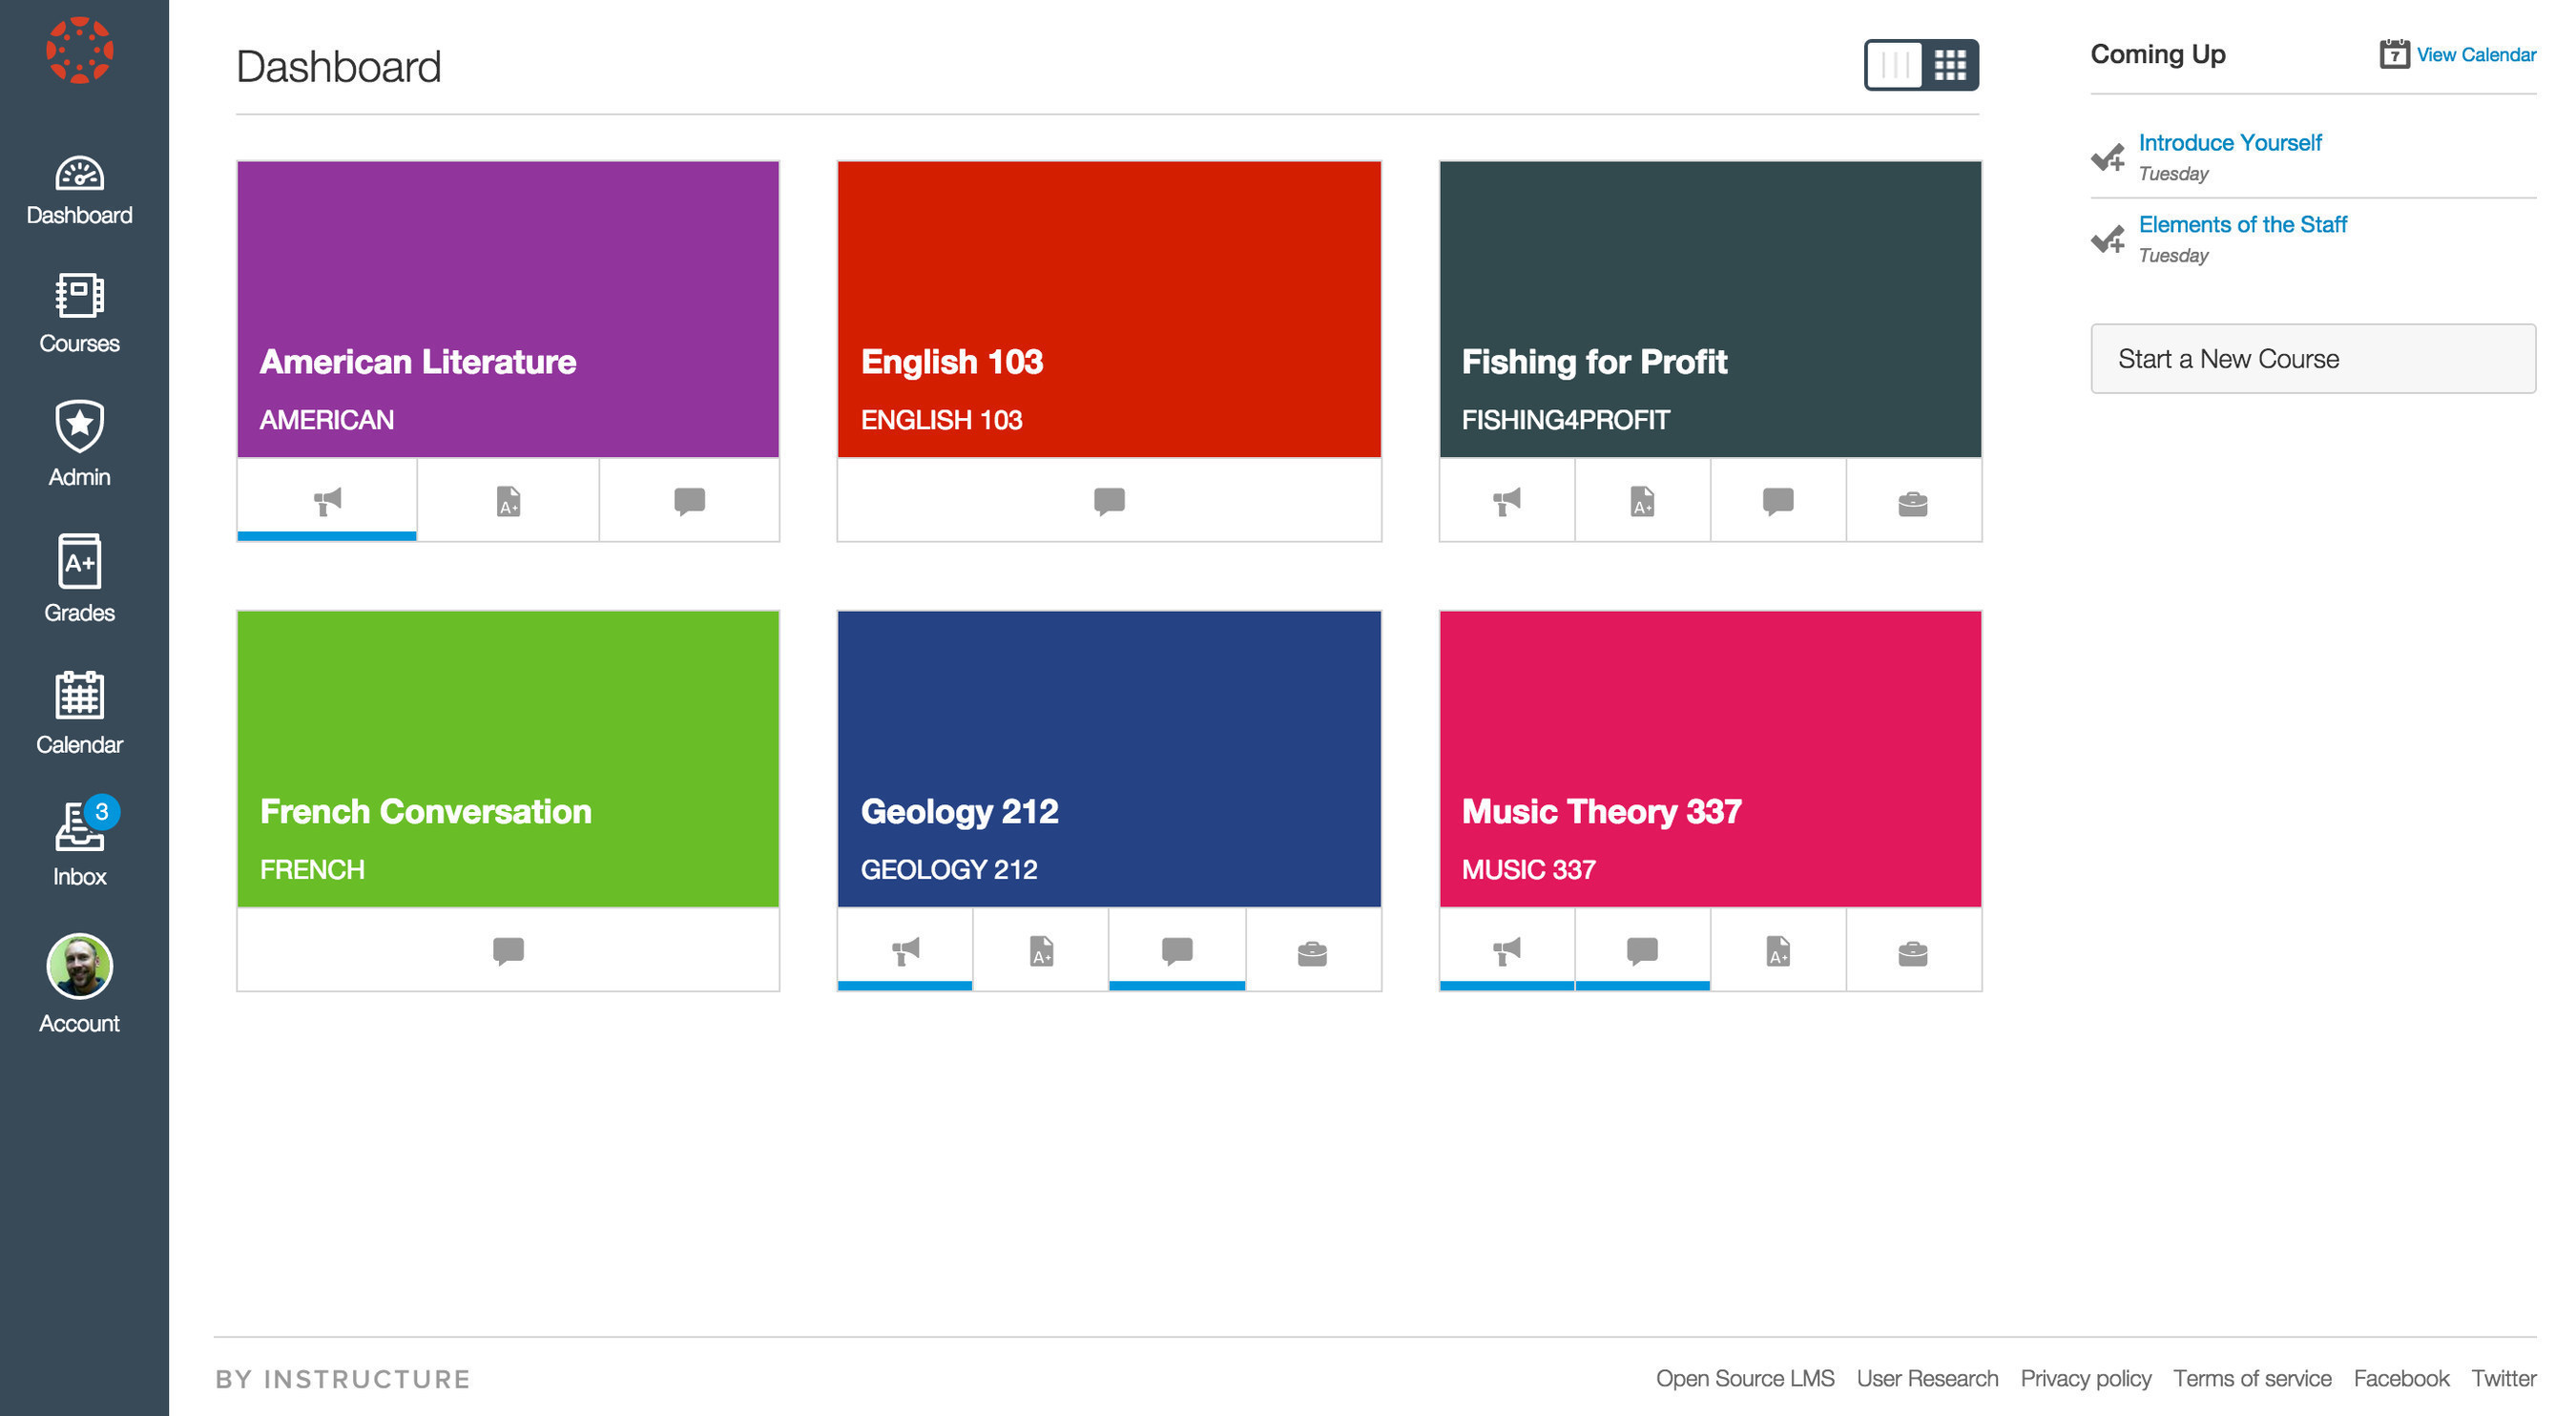 Dashboard
Courses
Admin
A+
Grades
Calendar
3
Inbox
Account
Dashboard
American Literature
AMERICAN
A+
English 103
ENGLISH 103
Fishing for Profit
FISHING4PROFIT
A+
French Conversation
FRENCH
Geology 212
GEOLOGY 212
A+
Music Theory 337
MUSIC 337
A+
Coming Up
7 View Calendar
Introduce Yourself
Tuesday
Elements of the Staff
Tuesday
Start a New Course
BY INSTRUCTURE
Open Source LMS User Research Privacy policy Terms of service Facebook Twitter